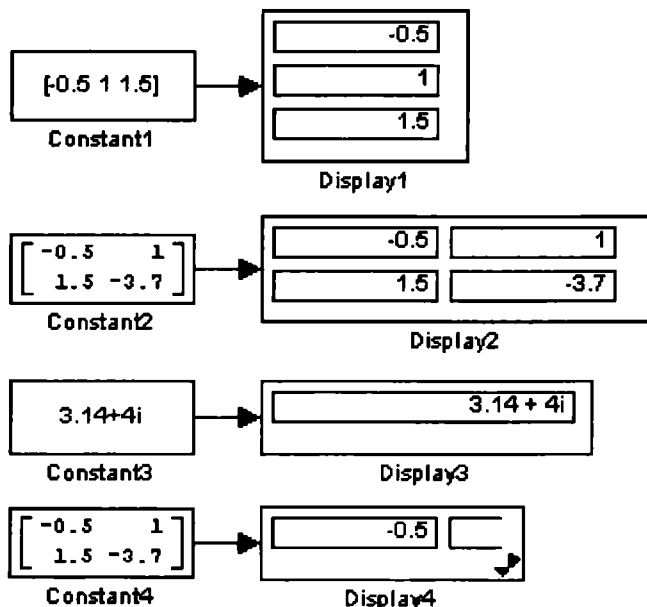 [-0.5 1 1.5]
Constant1
-0.5
1
1.5
Display1
-0.5 1
1.5 -3.7
Constant2
-0.5 1
1.5 -3.7
Display2
3.14+4i
Constant3
3.14 + 4i
Display3
-0.5 1
1.5 -3.7
Constant4
-0.5
Display4